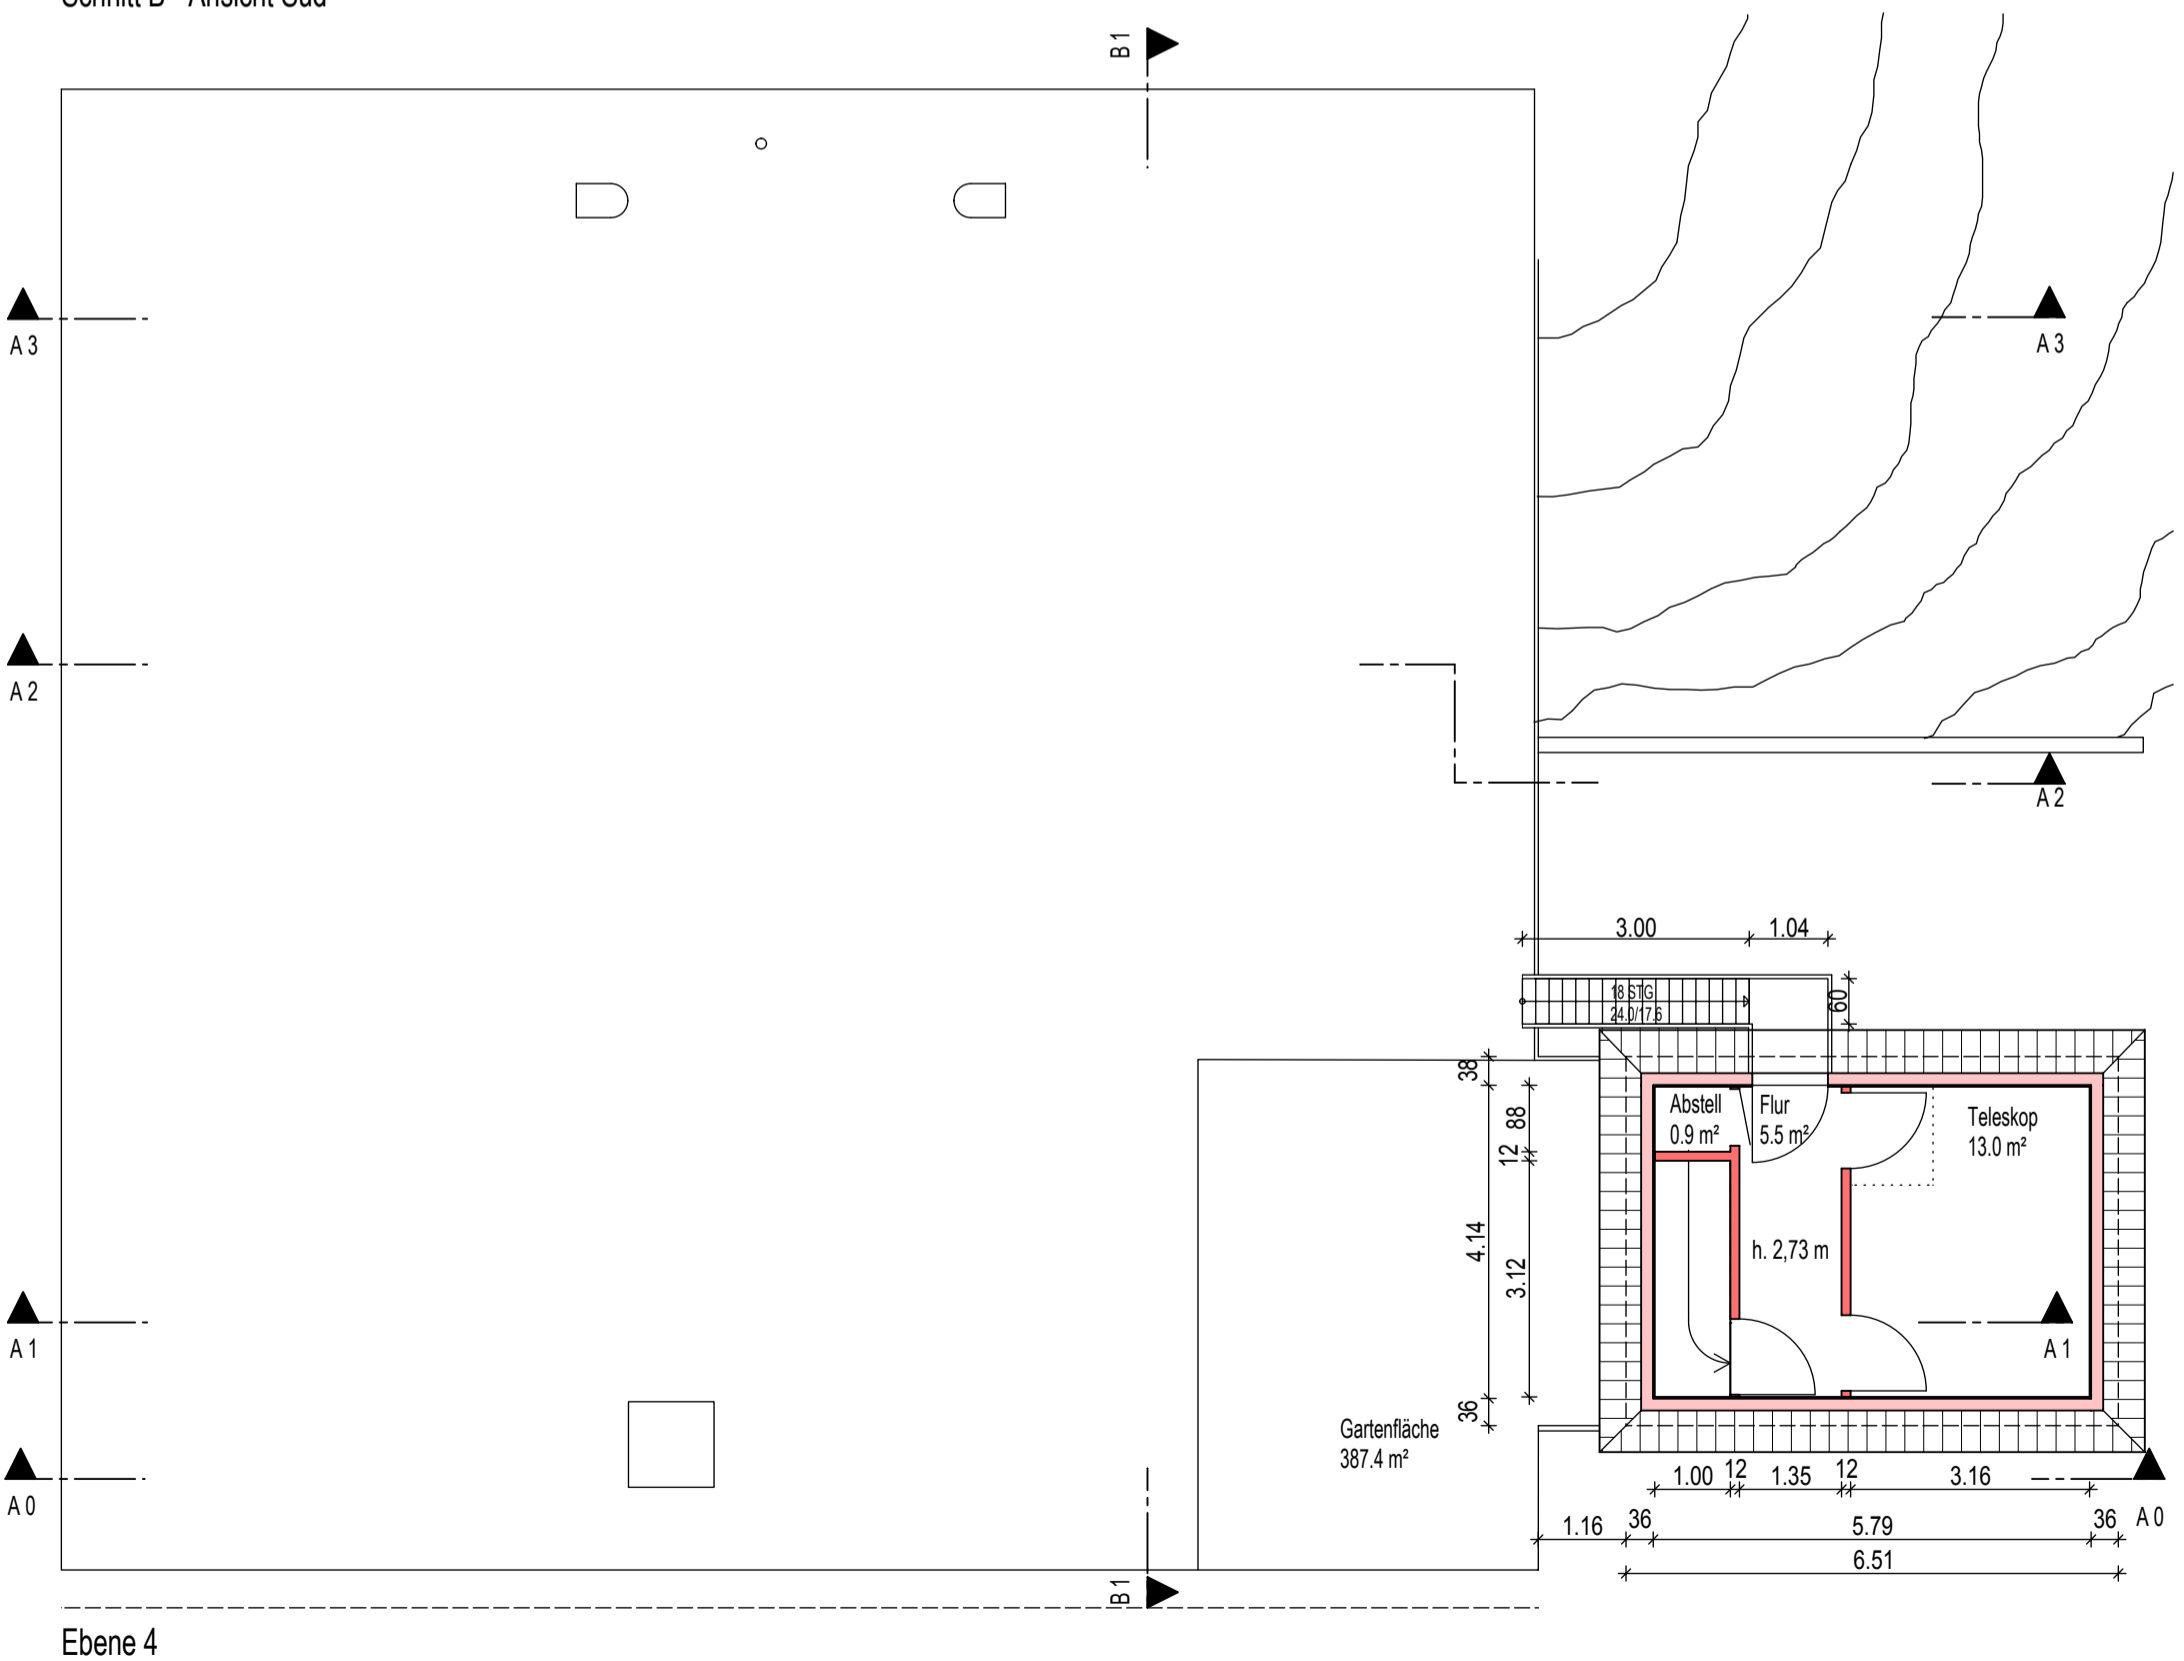 Schnitt B - Ansicht Süd
B 1
A 3
A 3
A 2
A 2
3.00
1.04
18 STG
24.0/17.6
60
38
88
12
4.14
3.12
36
Abstell
0.9 m²
Flur
5.5 m²
Teleskop
13.0 m²
h. 2,73 m
A 1
A 1
Gartenfläche
387.4 m²
A 0
1.00
12
1.35
12
3.16
A 0
1.16
36
5.79
36
6.51
B 1
Ebene 4